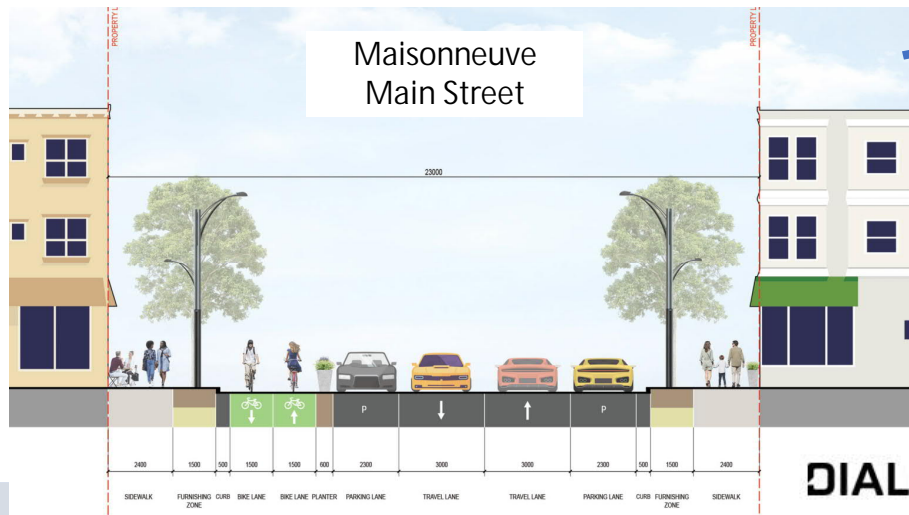 PROPERTY L
PROPERTY L
Maisonneuve
Main Street
23000
P
P
2400 1500 500 1500 1500 600 2300 3000 3000 2300 500 1500 2400
SIDEWALK FURNISHING ZONE CURB BIKE LANE BIKE LANE PLANTER PARKING LANE TRAVEL LANE TRAVEL LANE PARKING LANE CURB FURNISHING ZONE SIDEWALK
DIAL